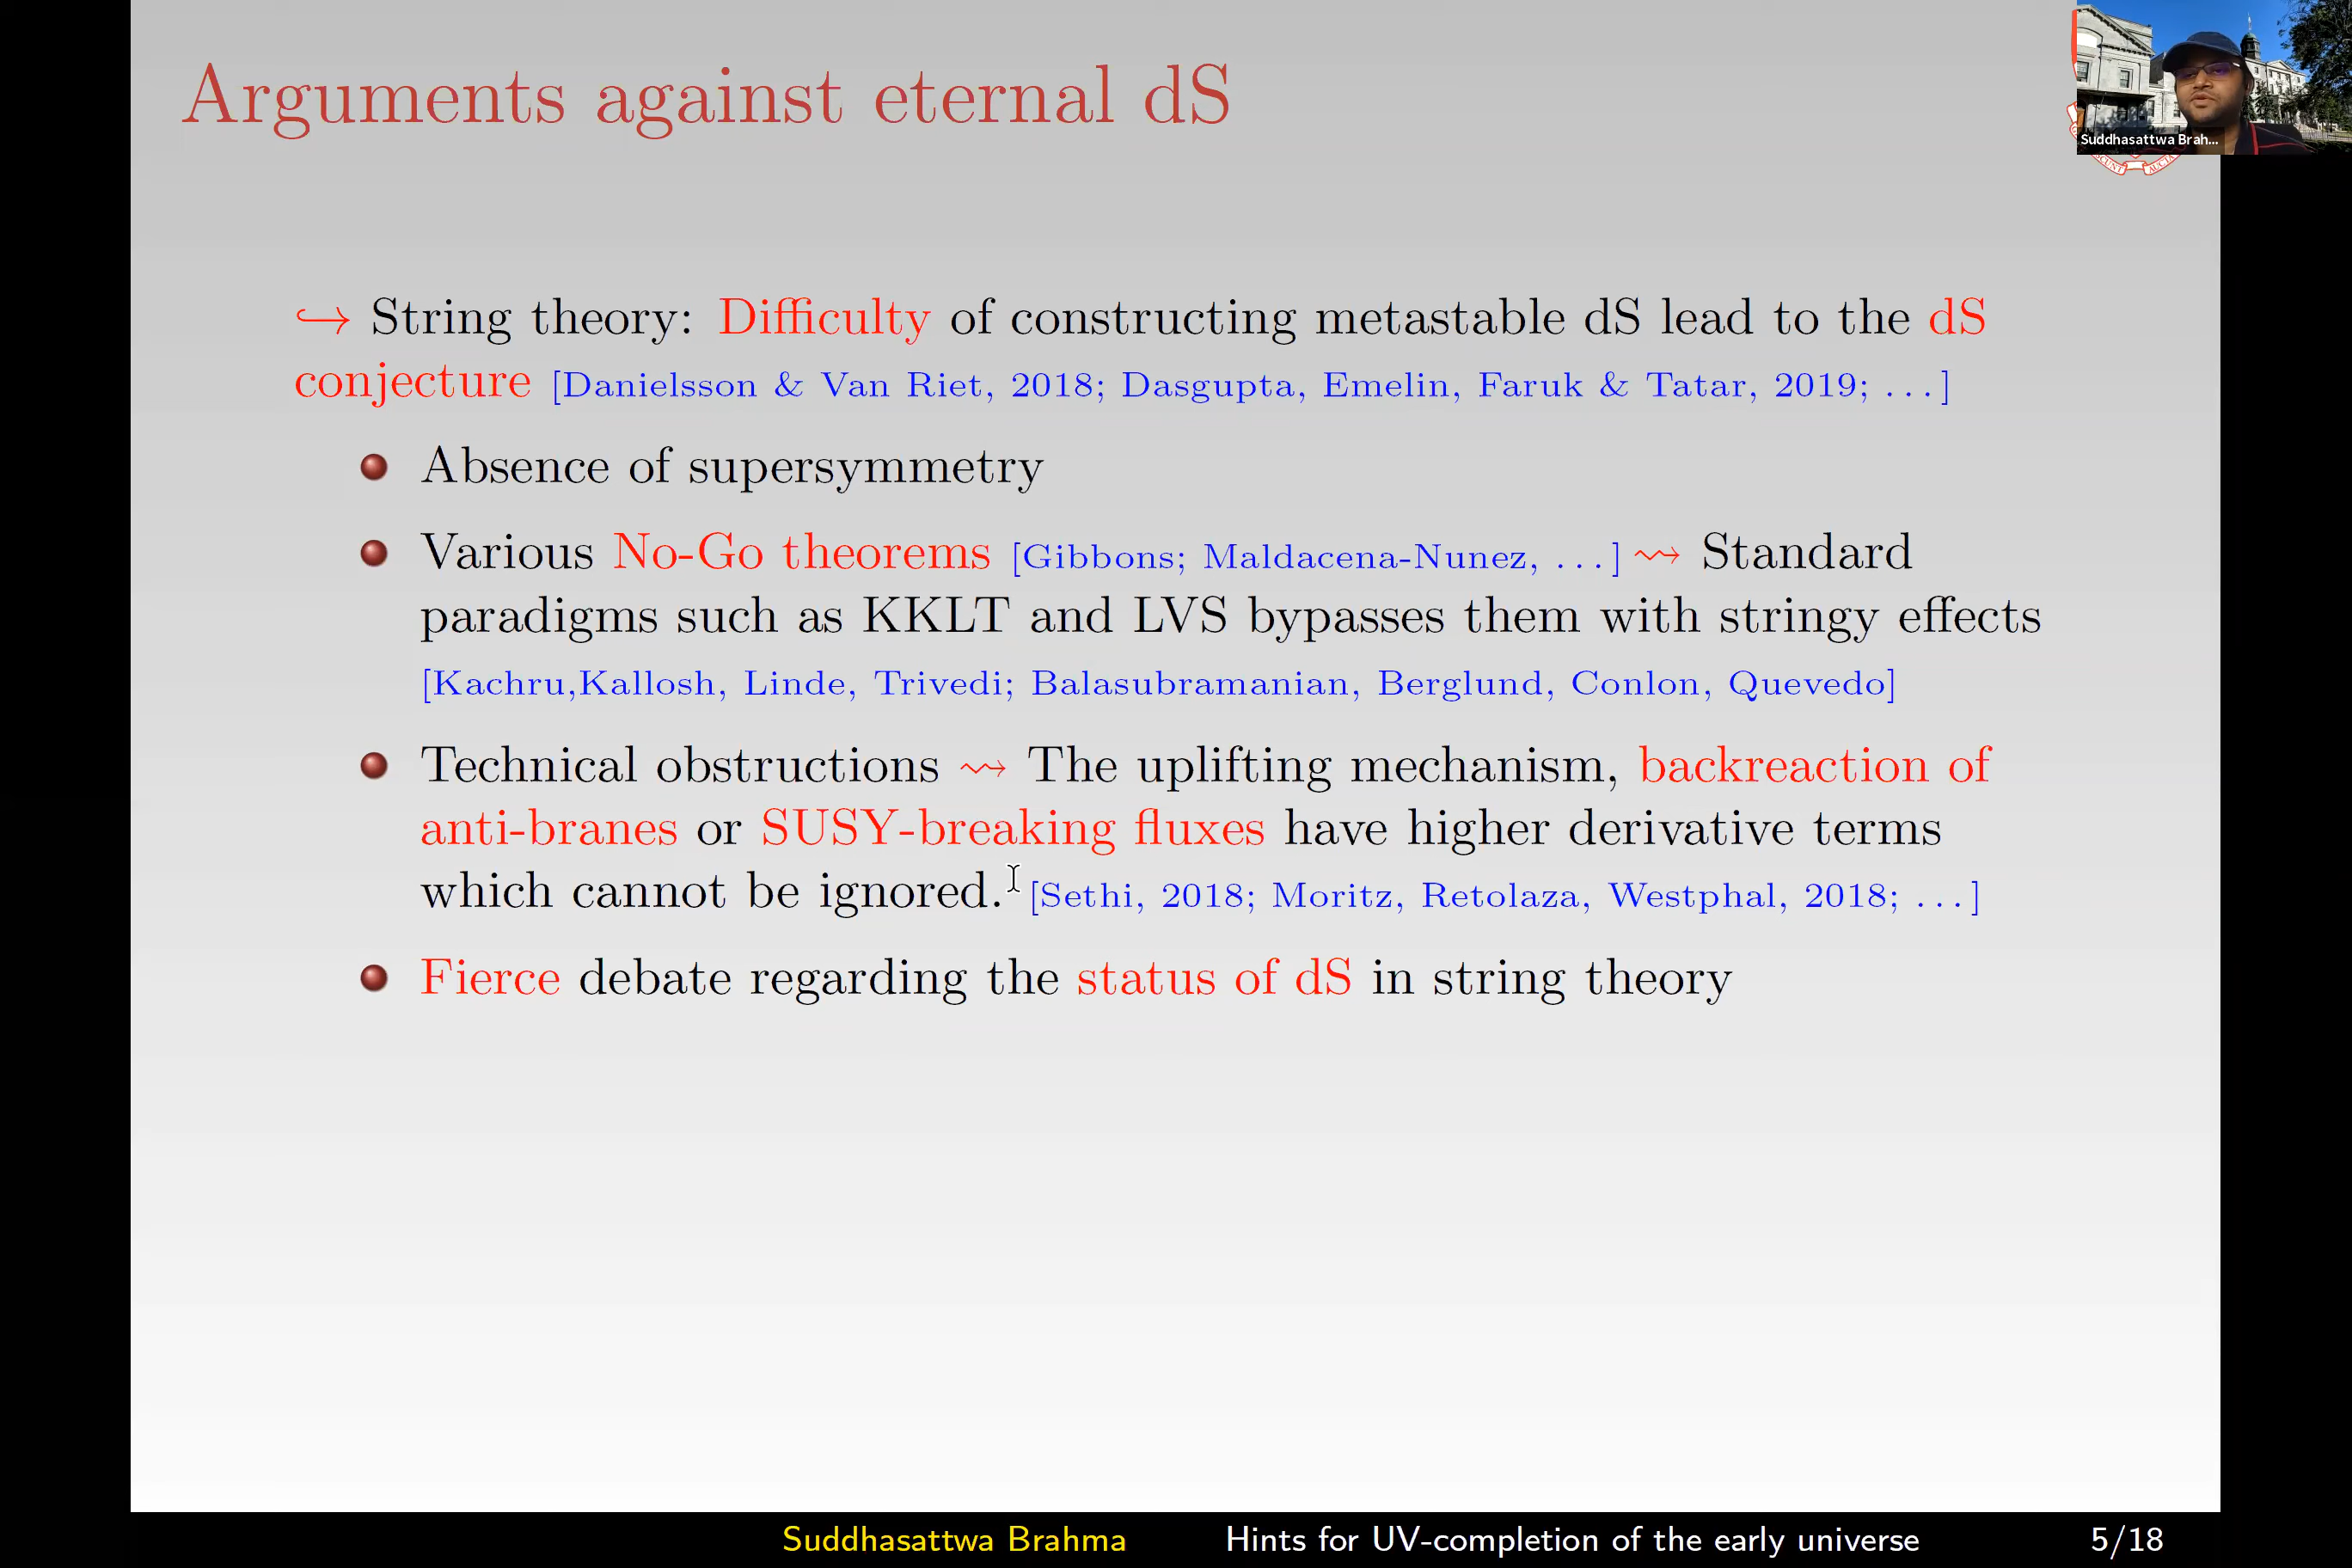 Arguments against eternal dS
Suddhasattwa Brah...
↪ String theory: Difficulty of constructing metastable dS lead to the dS
conjecture [Danielsson & Van Riet, 2018; Dasgupta, Emelin, Faruk & Tatar, 2019; ...]
Absence of supersymmetry
Various No-Go theorems [Gibbons; Maldacena-Nunez, ...] ⇝ Standard
paradigms such as KKLT and LVS bypasses them with stringy effects
[Kachru,Kallosh, Linde, Trivedi; Balasubramanian, Berglund, Conlon, Quevedo]
Technical obstructions ⇝ The uplifting mechanism, backreaction of
anti-branes or SUSY-breaking fluxes have higher derivative terms
which cannot be ignored. [Sethi, 2018; Moritz, Retolaza, Westphal, 2018; ...]
Fierce debate regarding the status of dS in string theory
Suddhasattwa Brahma Hints for UV-completion of the early universe 5/18